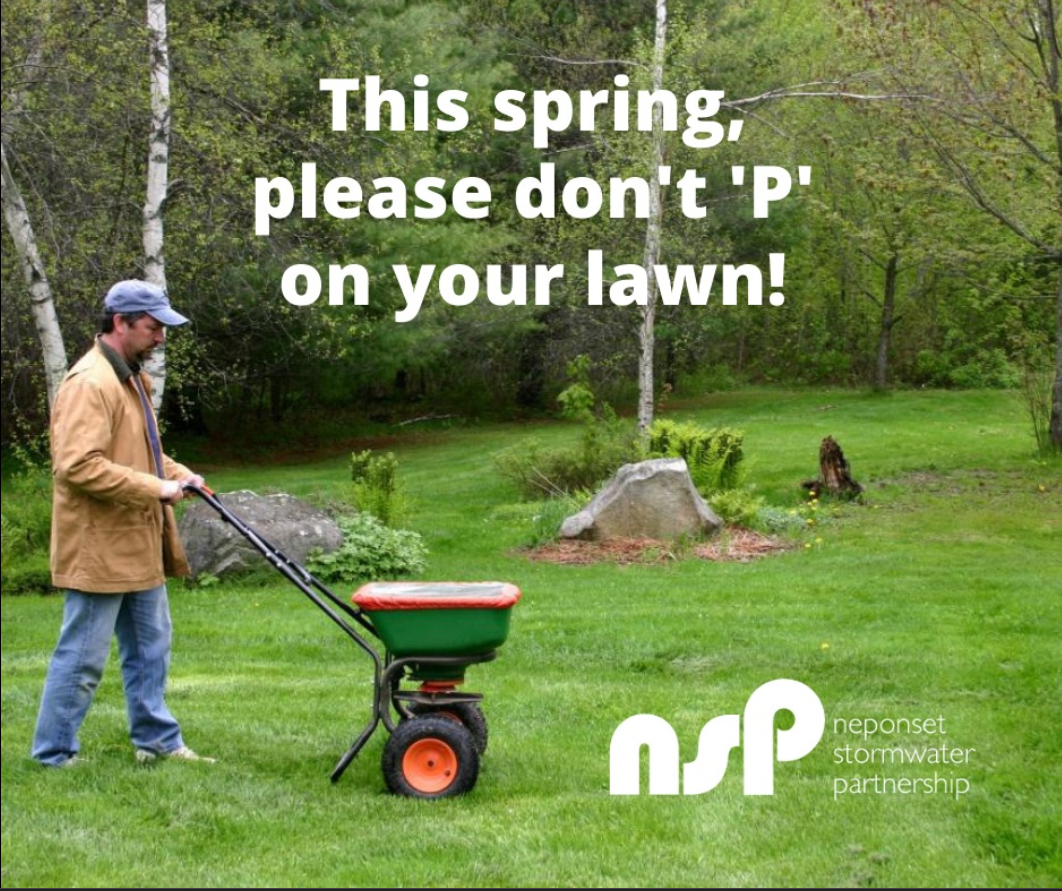 This spring,
please don't 'P'
on your lawn!
nsp
neponset
stormwater
partnership